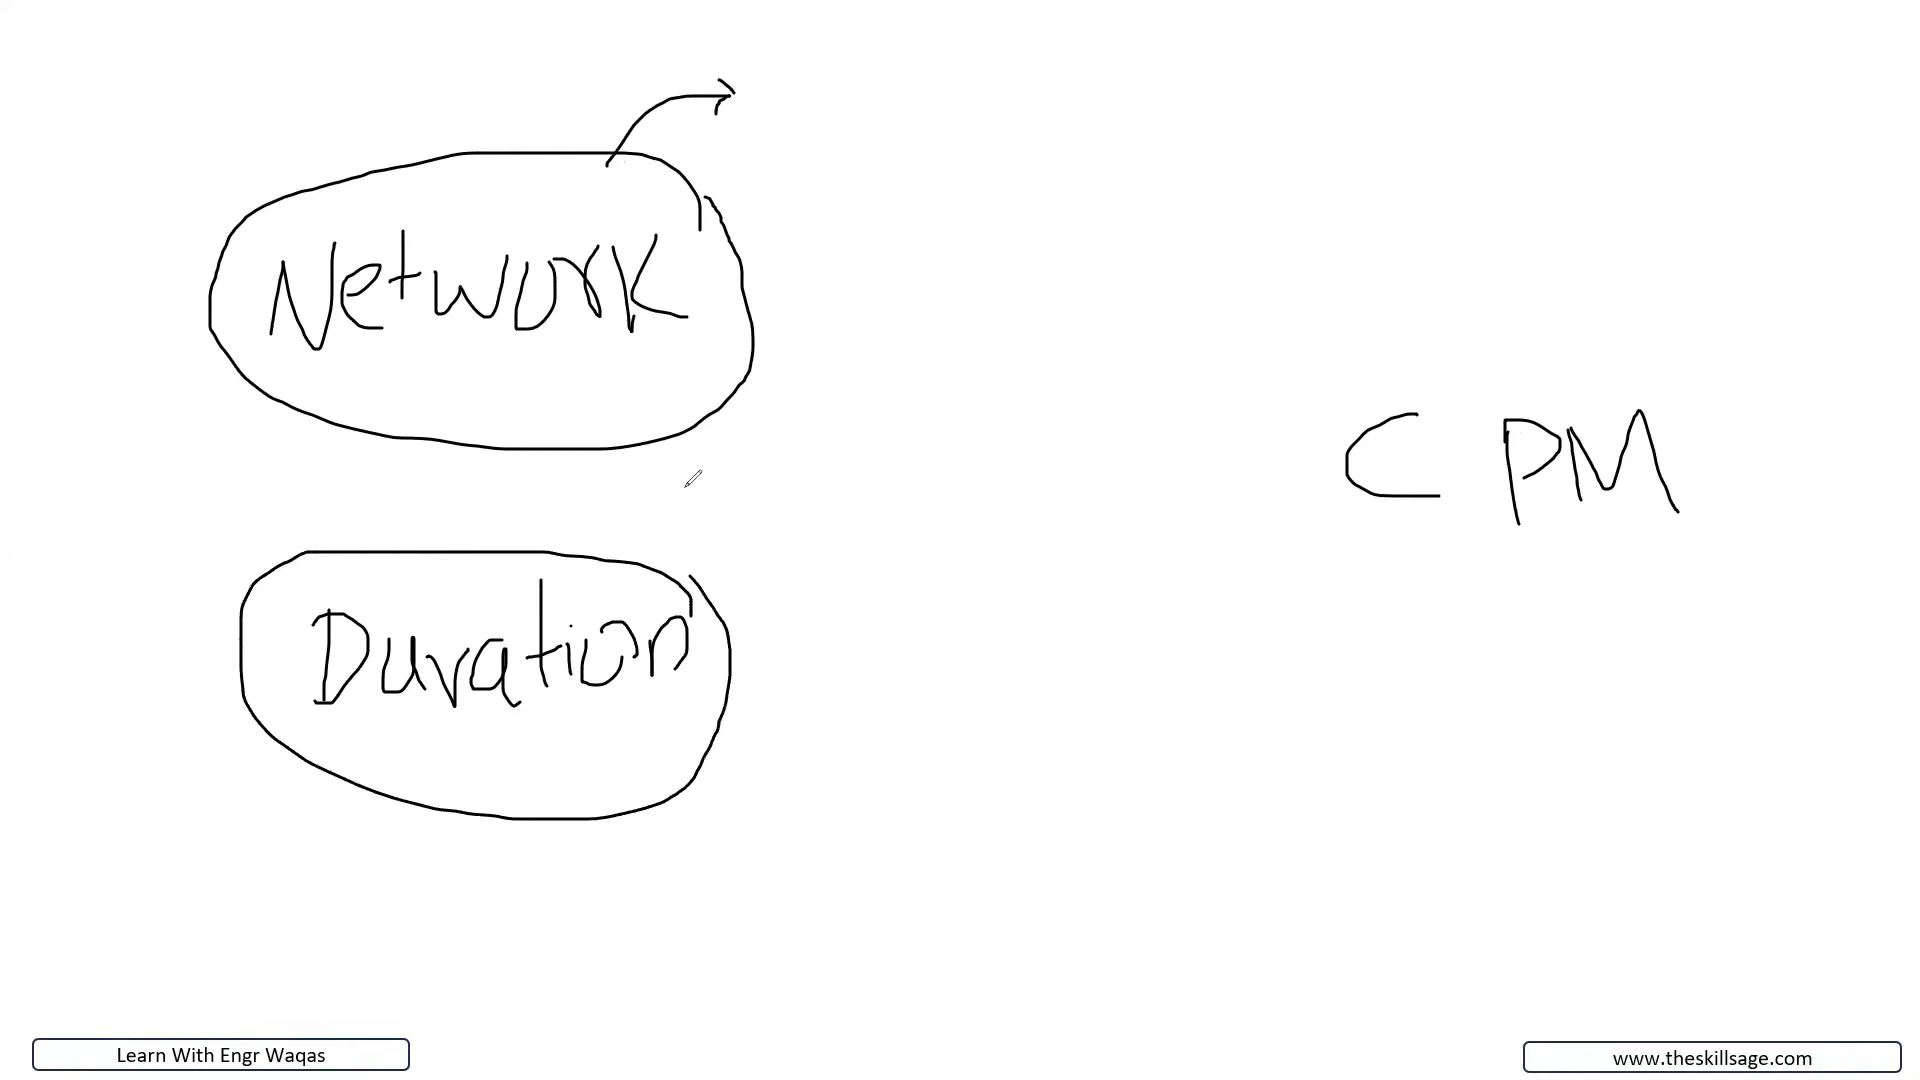 Network
CPM
Duration
Learn With Engr Waqas
www.theskillsage.com